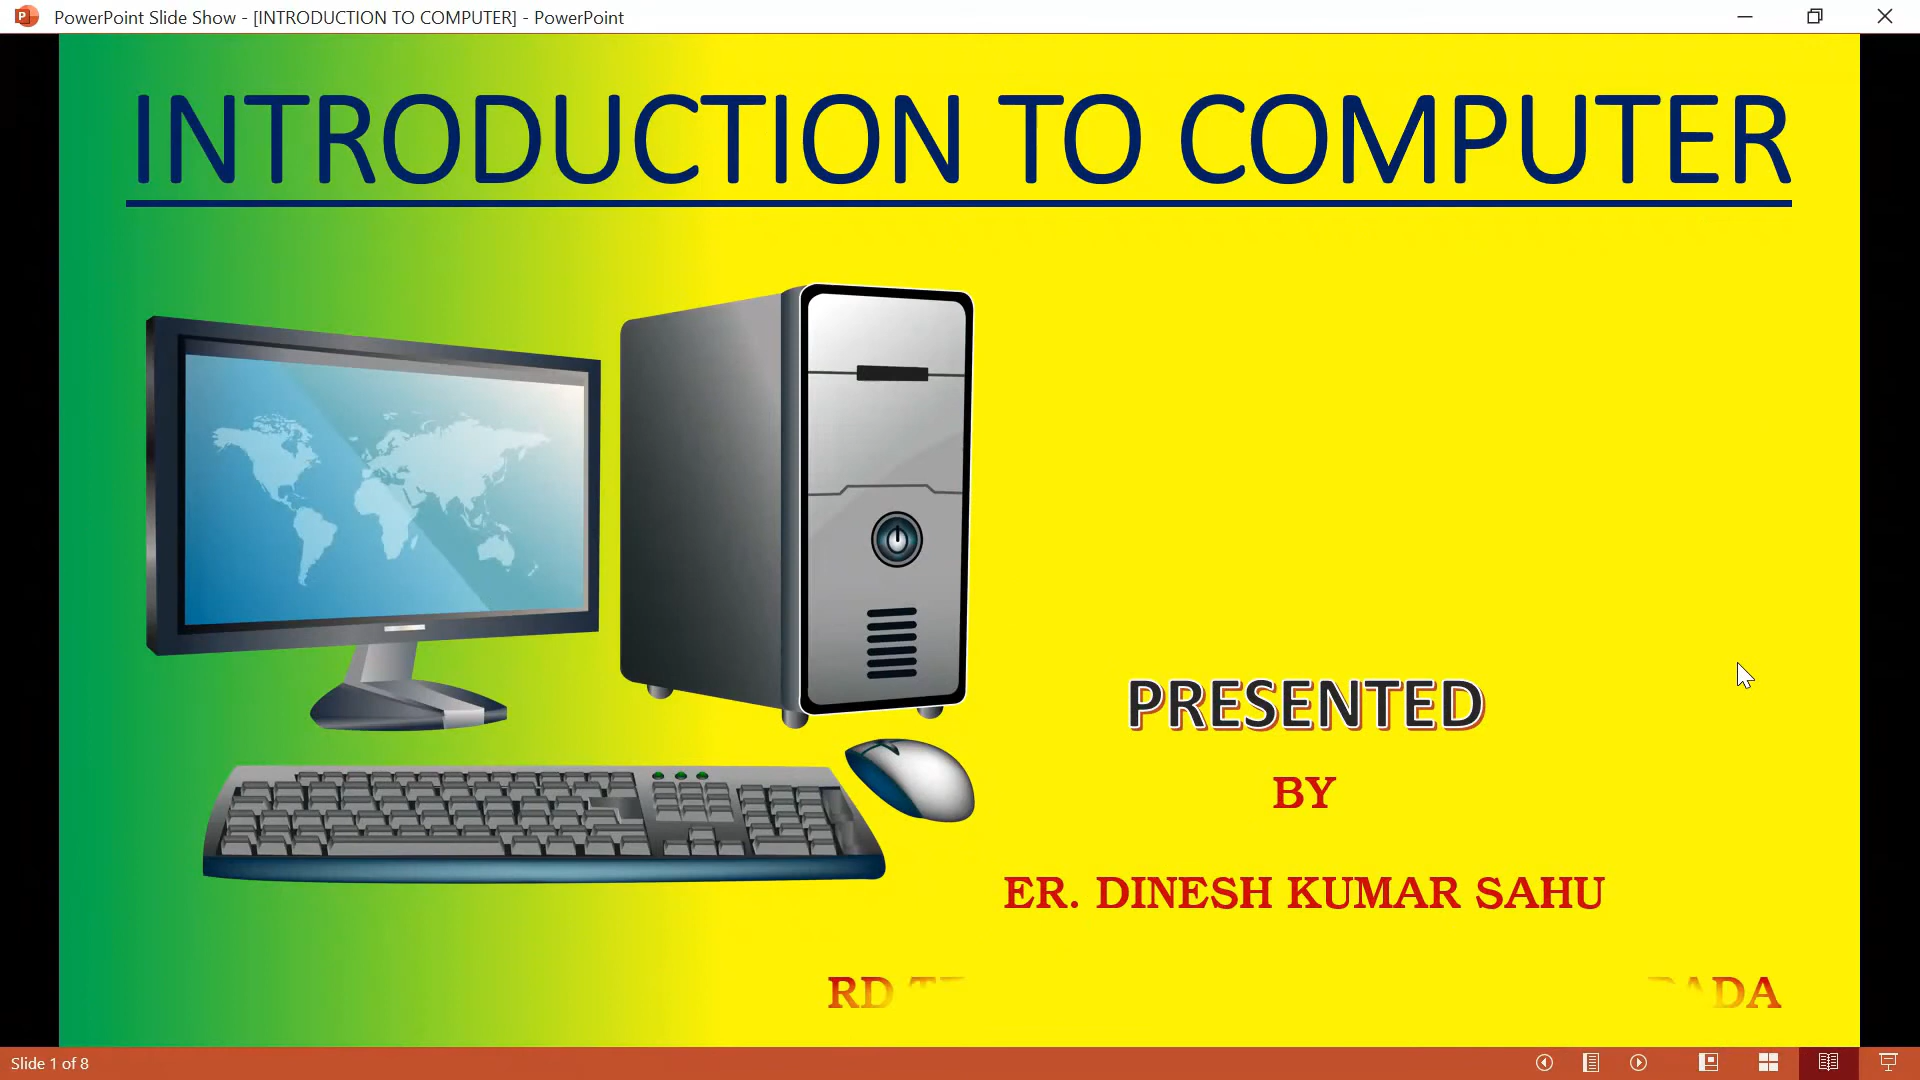 PowerPoint Slide Show - [INTRODUCTION TO COMPUTER] - PowerPoint
INTRODUCTION TO COMPUTER
PRESENTED
BY
ER. DINESH KUMAR SAHU
RD
Slide 1 of 8